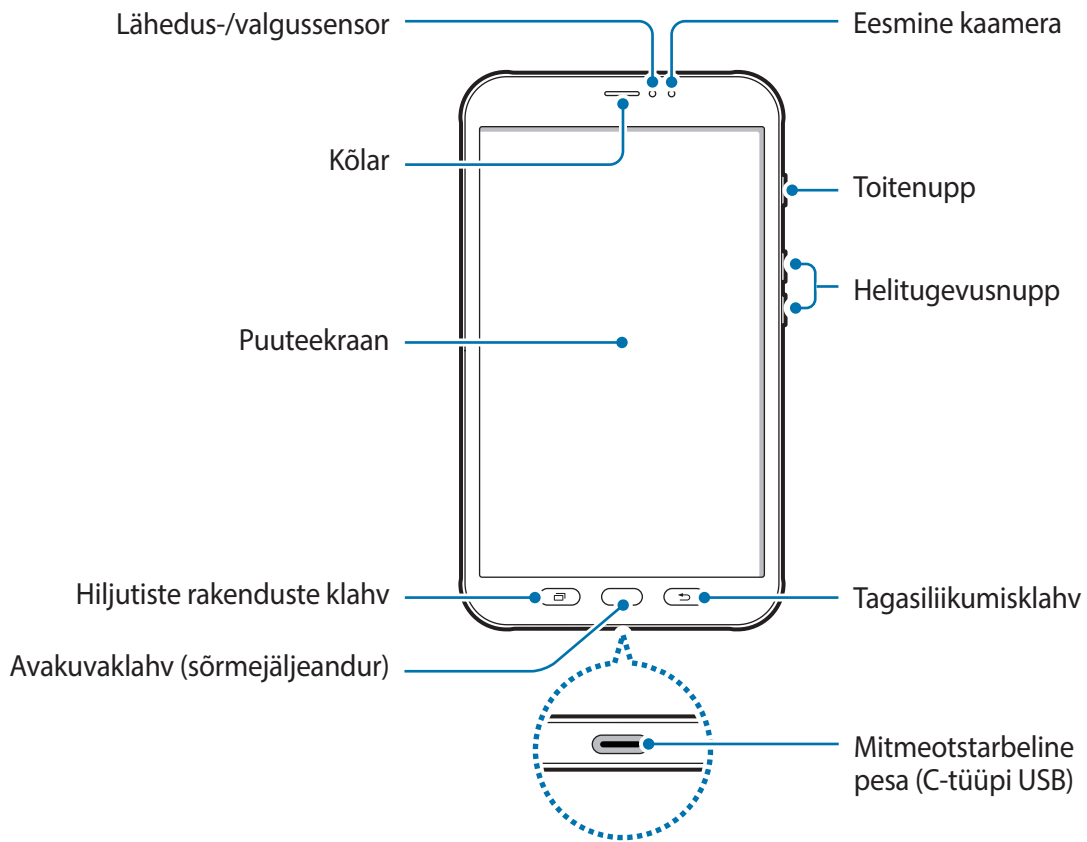 Lähedus-/valgussensor
Eesmine kaamera
Kõlar
Toitenupp
Helitugevusnupp
Puuteekraan
Hiljutiste rakenduste klahv
Tagasiliikumisklahv
Avakuvaklahv (sõrmejäljeandur)
Mitmeotstarbeline
pesa (C-tüüpi USB)